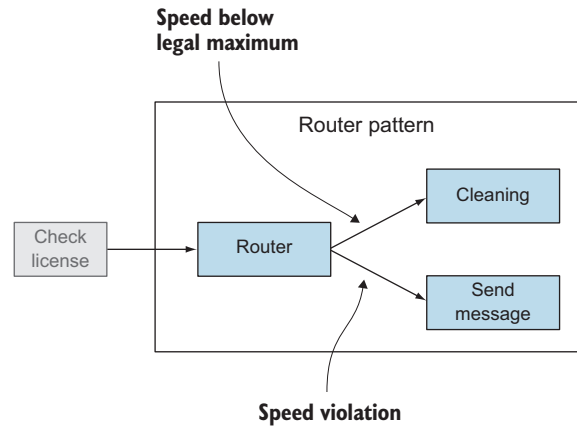 Speed below
legal maximum
Router pattern
Cleaning
Check
license
Router
Send
message
Speed violation